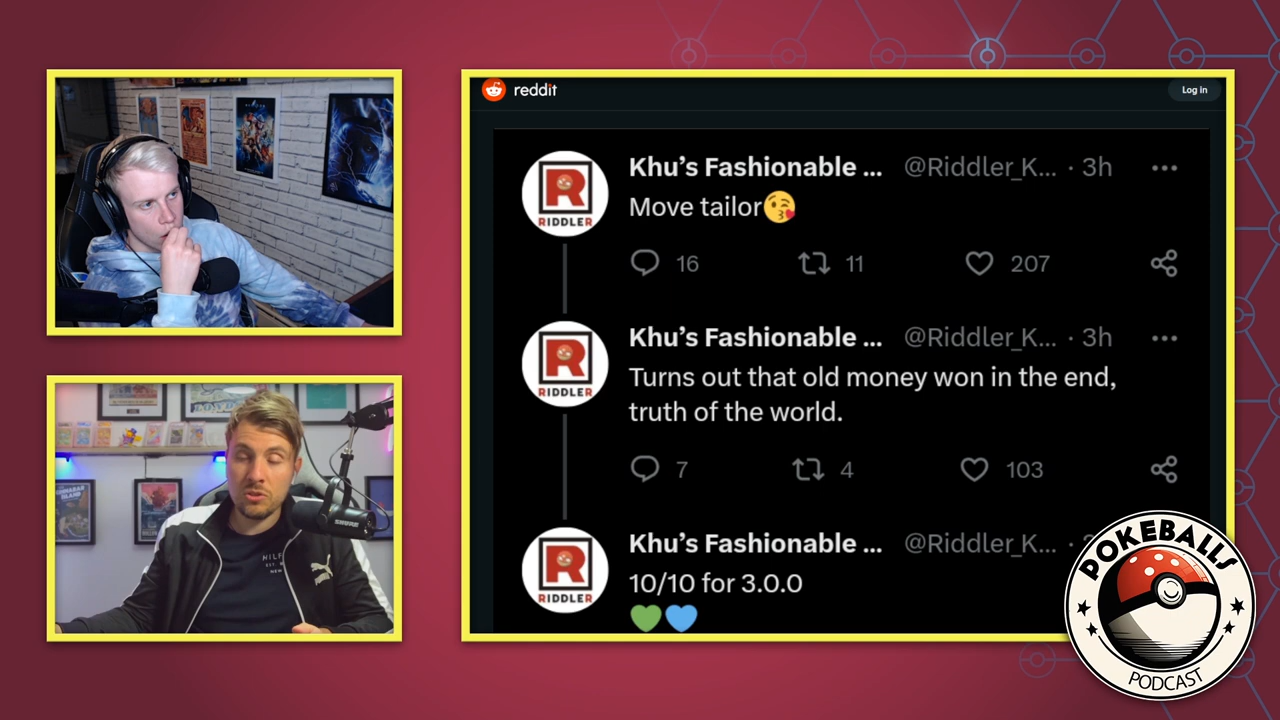 reddit
Log in
Khu’s Fashionable ... @Riddler_K... · 3h
Move tailor😘
16 11 207
Khu’s Fashionable ... @Riddler_K... · 3h
Turns out that old money won in the end,
truth of the world.
7 4 103
Khu’s Fashionable ... @Riddler_K... ·
10/10 for 3.0.0
💚💙
RIDDLER
RIDDLER
RIDDLER
SHURE
POKEBALLS
PODCAST